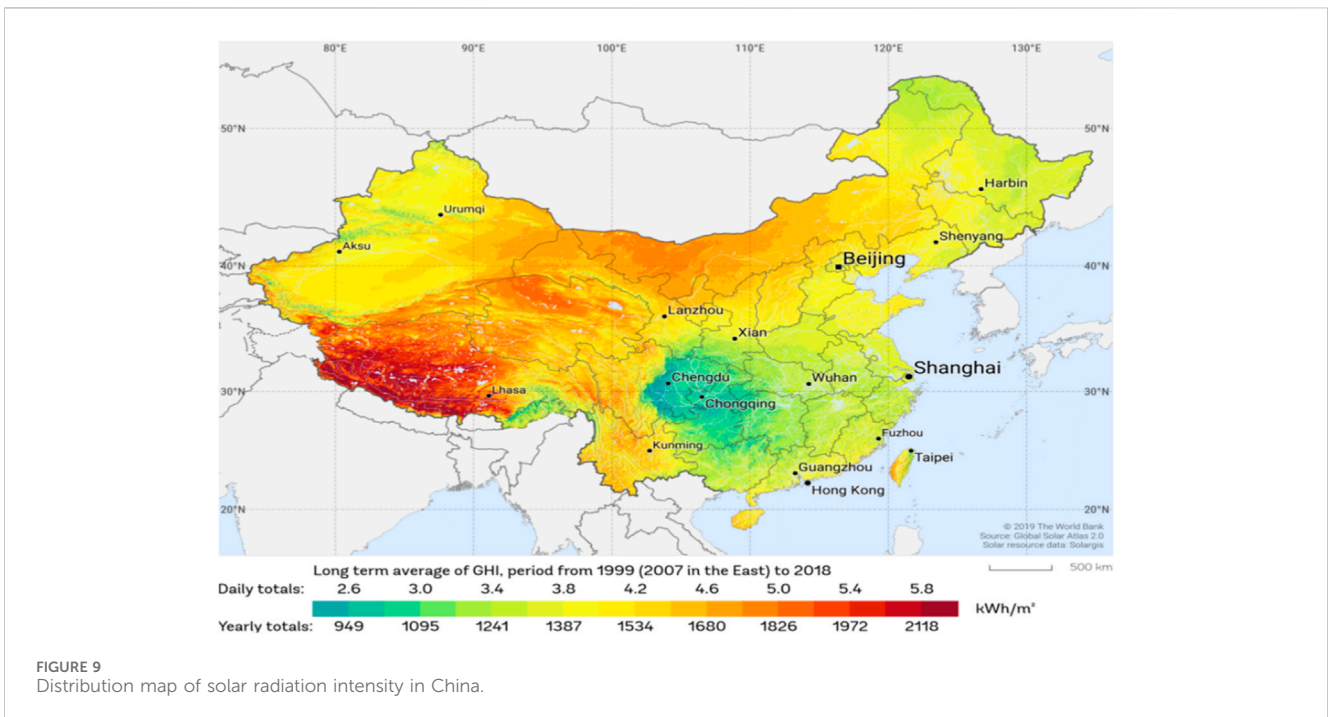 80°E 90°E 100°E 110°E 120°E 130°E
50°N 50°N
Harbin
Urumqi
Shenyang
Aksu
Beijing
40°N 40°N
Lanzhou
Xian
Shanghai
Chengdu
Wuhan
30°N Lhasa 30°N
Chongqing
Fuzhou
Kunming
Taipei
Guangzhou
Hong Kong
20°N 20°N
© 2019 The World Bank
Source: Global Solar Atlas 2.0
Solar resource data: Solargis
500 km
Long term average of GHI, period from 1999 (2007 in the East) to 2018
Daily totals: 2.6 3.0 3.4 3.8 4.2 4.6 5.0 5.4 5.8
kWh/m²
Yearly totals: 949 1095 1241 1387 1534 1680 1826 1972 2118
FIGURE 9
Distribution map of solar radiation intensity in China.